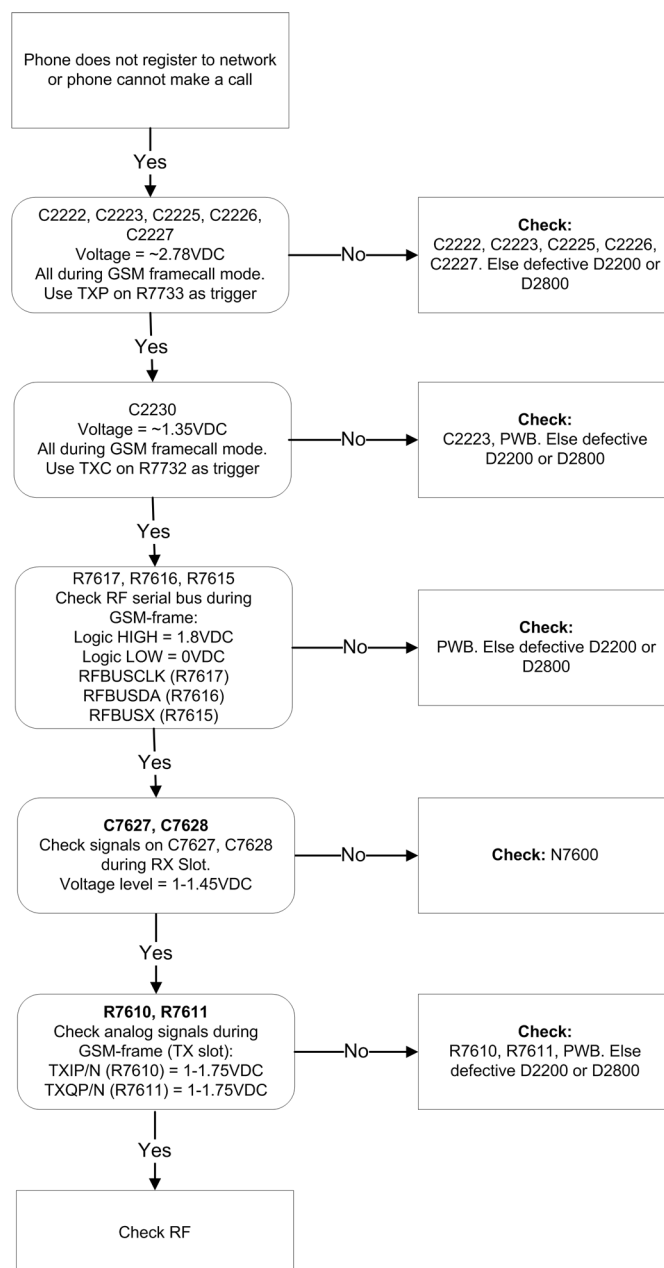 Phone does not register to network
or phone cannot make a call
Yes
C2222, C2223, C2225, C2226,
C2227
Voltage = ~2.78VDC
All during GSM framecall mode.
Use TXP on R7733 as trigger
No
Check:
C2222, C2223, C2225, C2226,
C2227. Else defective D2200 or
D2800
Yes
C2230
Voltage = ~1.35VDC
All during GSM framecall mode.
Use TXC on R7732 as trigger
No
Check:
C2223, PWB. Else defective
D2200 or D2800
Yes
R7617, R7616, R7615
Check RF serial bus during
GSM-frame:
Logic HIGH = 1.8VDC
Logic LOW = 0VDC
RFBUSCLK (R7617)
RFBUSDA (R7616)
RFBUSX (R7615)
No
Check:
PWB. Else defective D2200 or
D2800
Yes
C7627, C7628
Check signals on C7627, C7628
during RX Slot.
Voltage level = 1-1.45VDC
No
Check: N7600
Yes
R7610, R7611
Check analog signals during
GSM-frame (TX slot):
TXIP/N (R7610) = 1-1.75VDC
TXQP/N (R7611) = 1-1.75VDC
No
Check:
R7610, R7611, PWB. Else
defective D2200 or D2800
Yes
Check RF